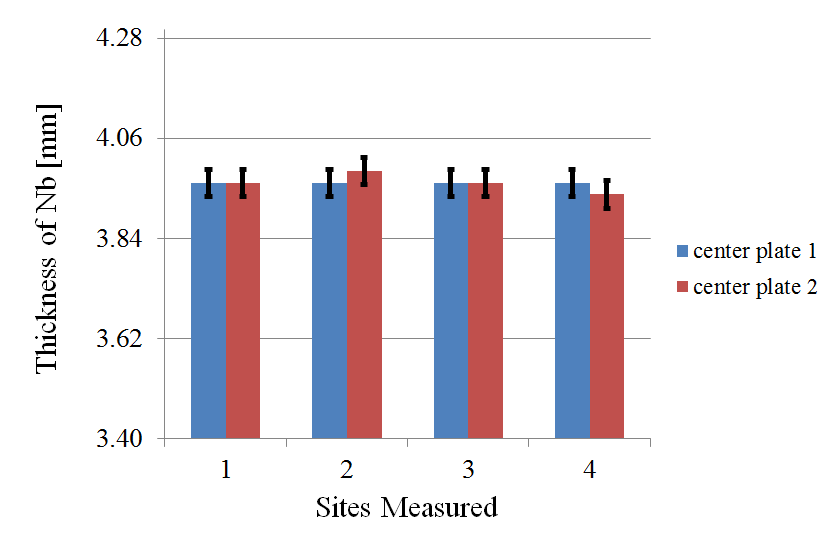 4.28
4.06
3.84
3.62
3.40
Thickness of Nb [mm]
1 2 3 4
Sites Measured
center plate 1
center plate 2